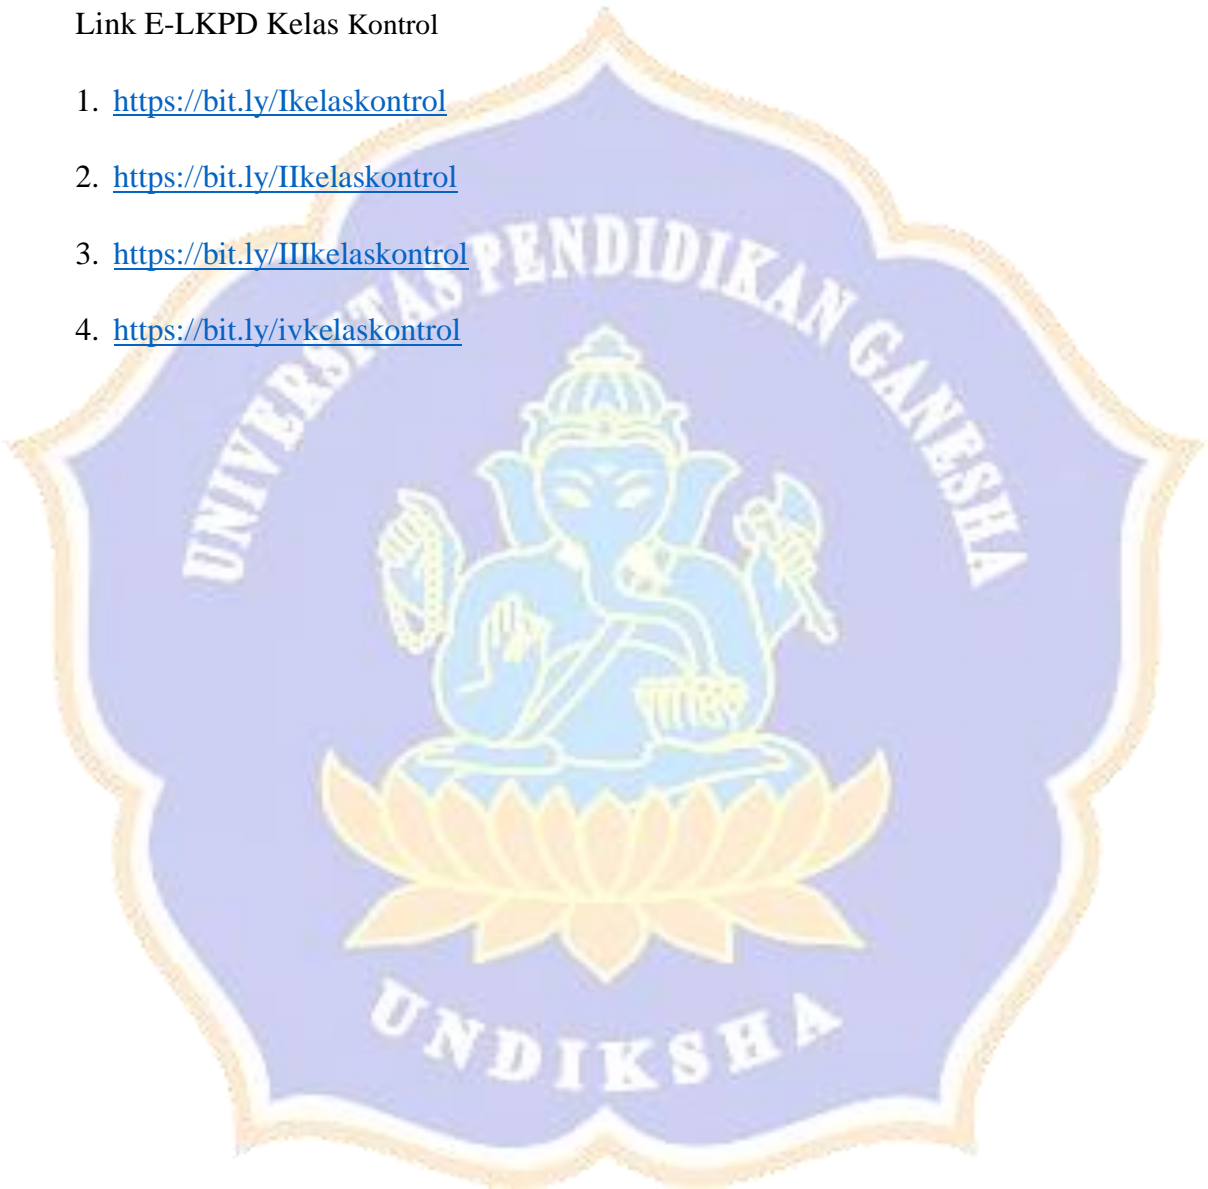 Link E-LKPD Kelas Kontrol
1. https://bit.ly/Ikelaskontrol
2. https://bit.ly/IIkelaskontrol
3. https://bit.ly/IIIkelaskontrol
4. https://bit.ly/ivkelaskontrol
UNIVERSITAS PENDIDIKAN GANESHA
UNDIKSHA